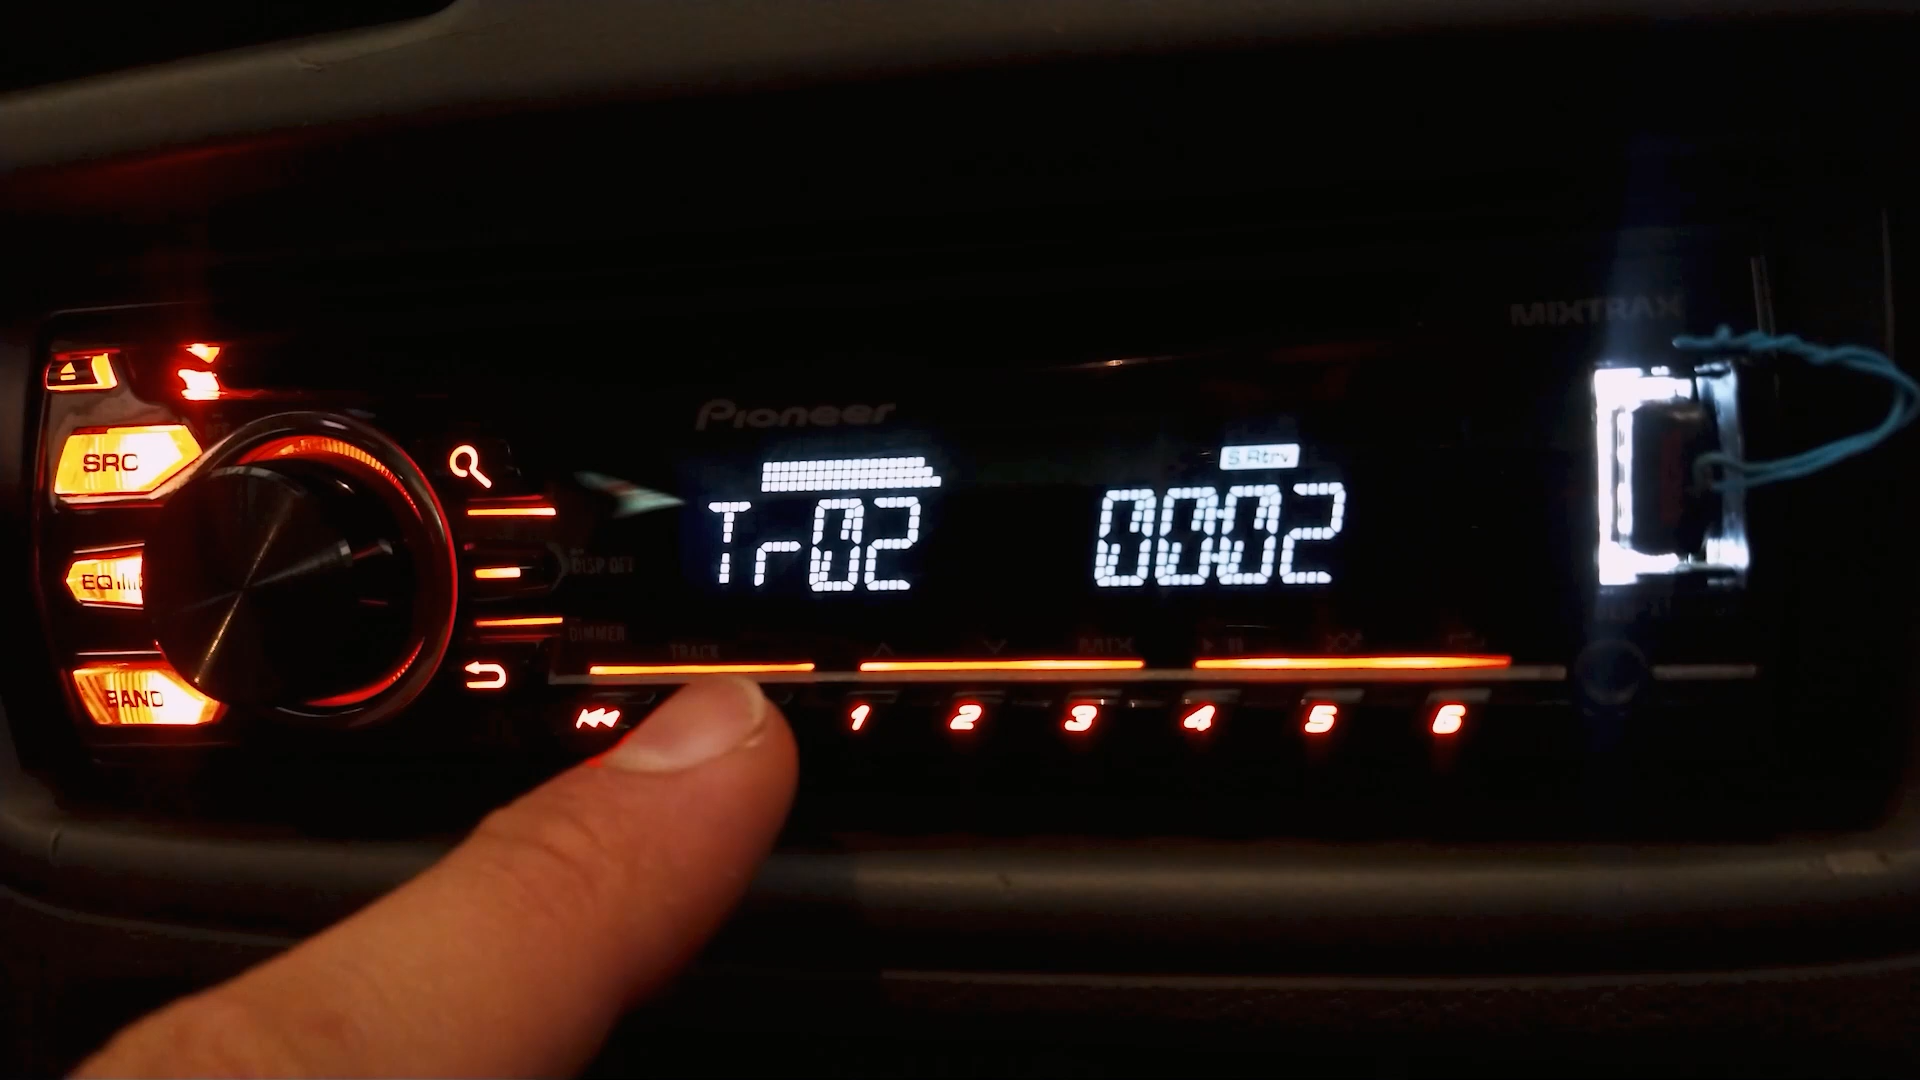 MIXTRAX
Pioneer
SRC
S.Rtrv
Tr02 0002
EQ
DISP OFF
DIMMER
TRACK
MIX
BAND
1 2 3 4 5 6